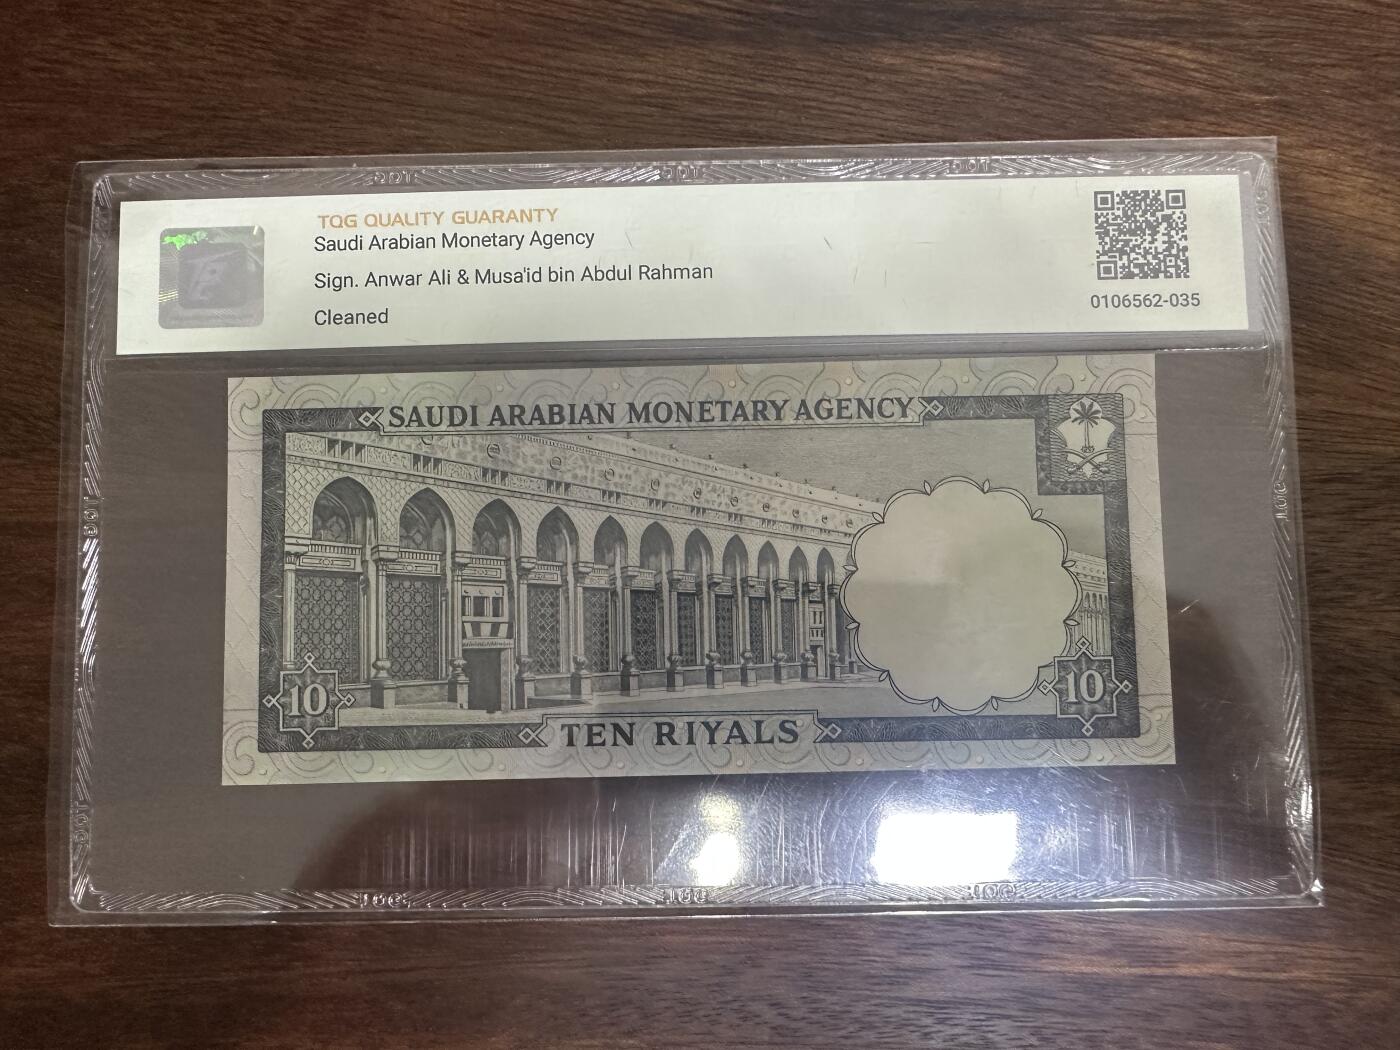 TQG QUALITY GUARANTY
Saudi Arabian Monetary Agency
Sign. Anwar Ali & Musa'id bin Abdul Rahman
Cleaned
0106562-035
SAUDI ARABIAN MONETARY AGENCY
10
10
TEN RIYALS